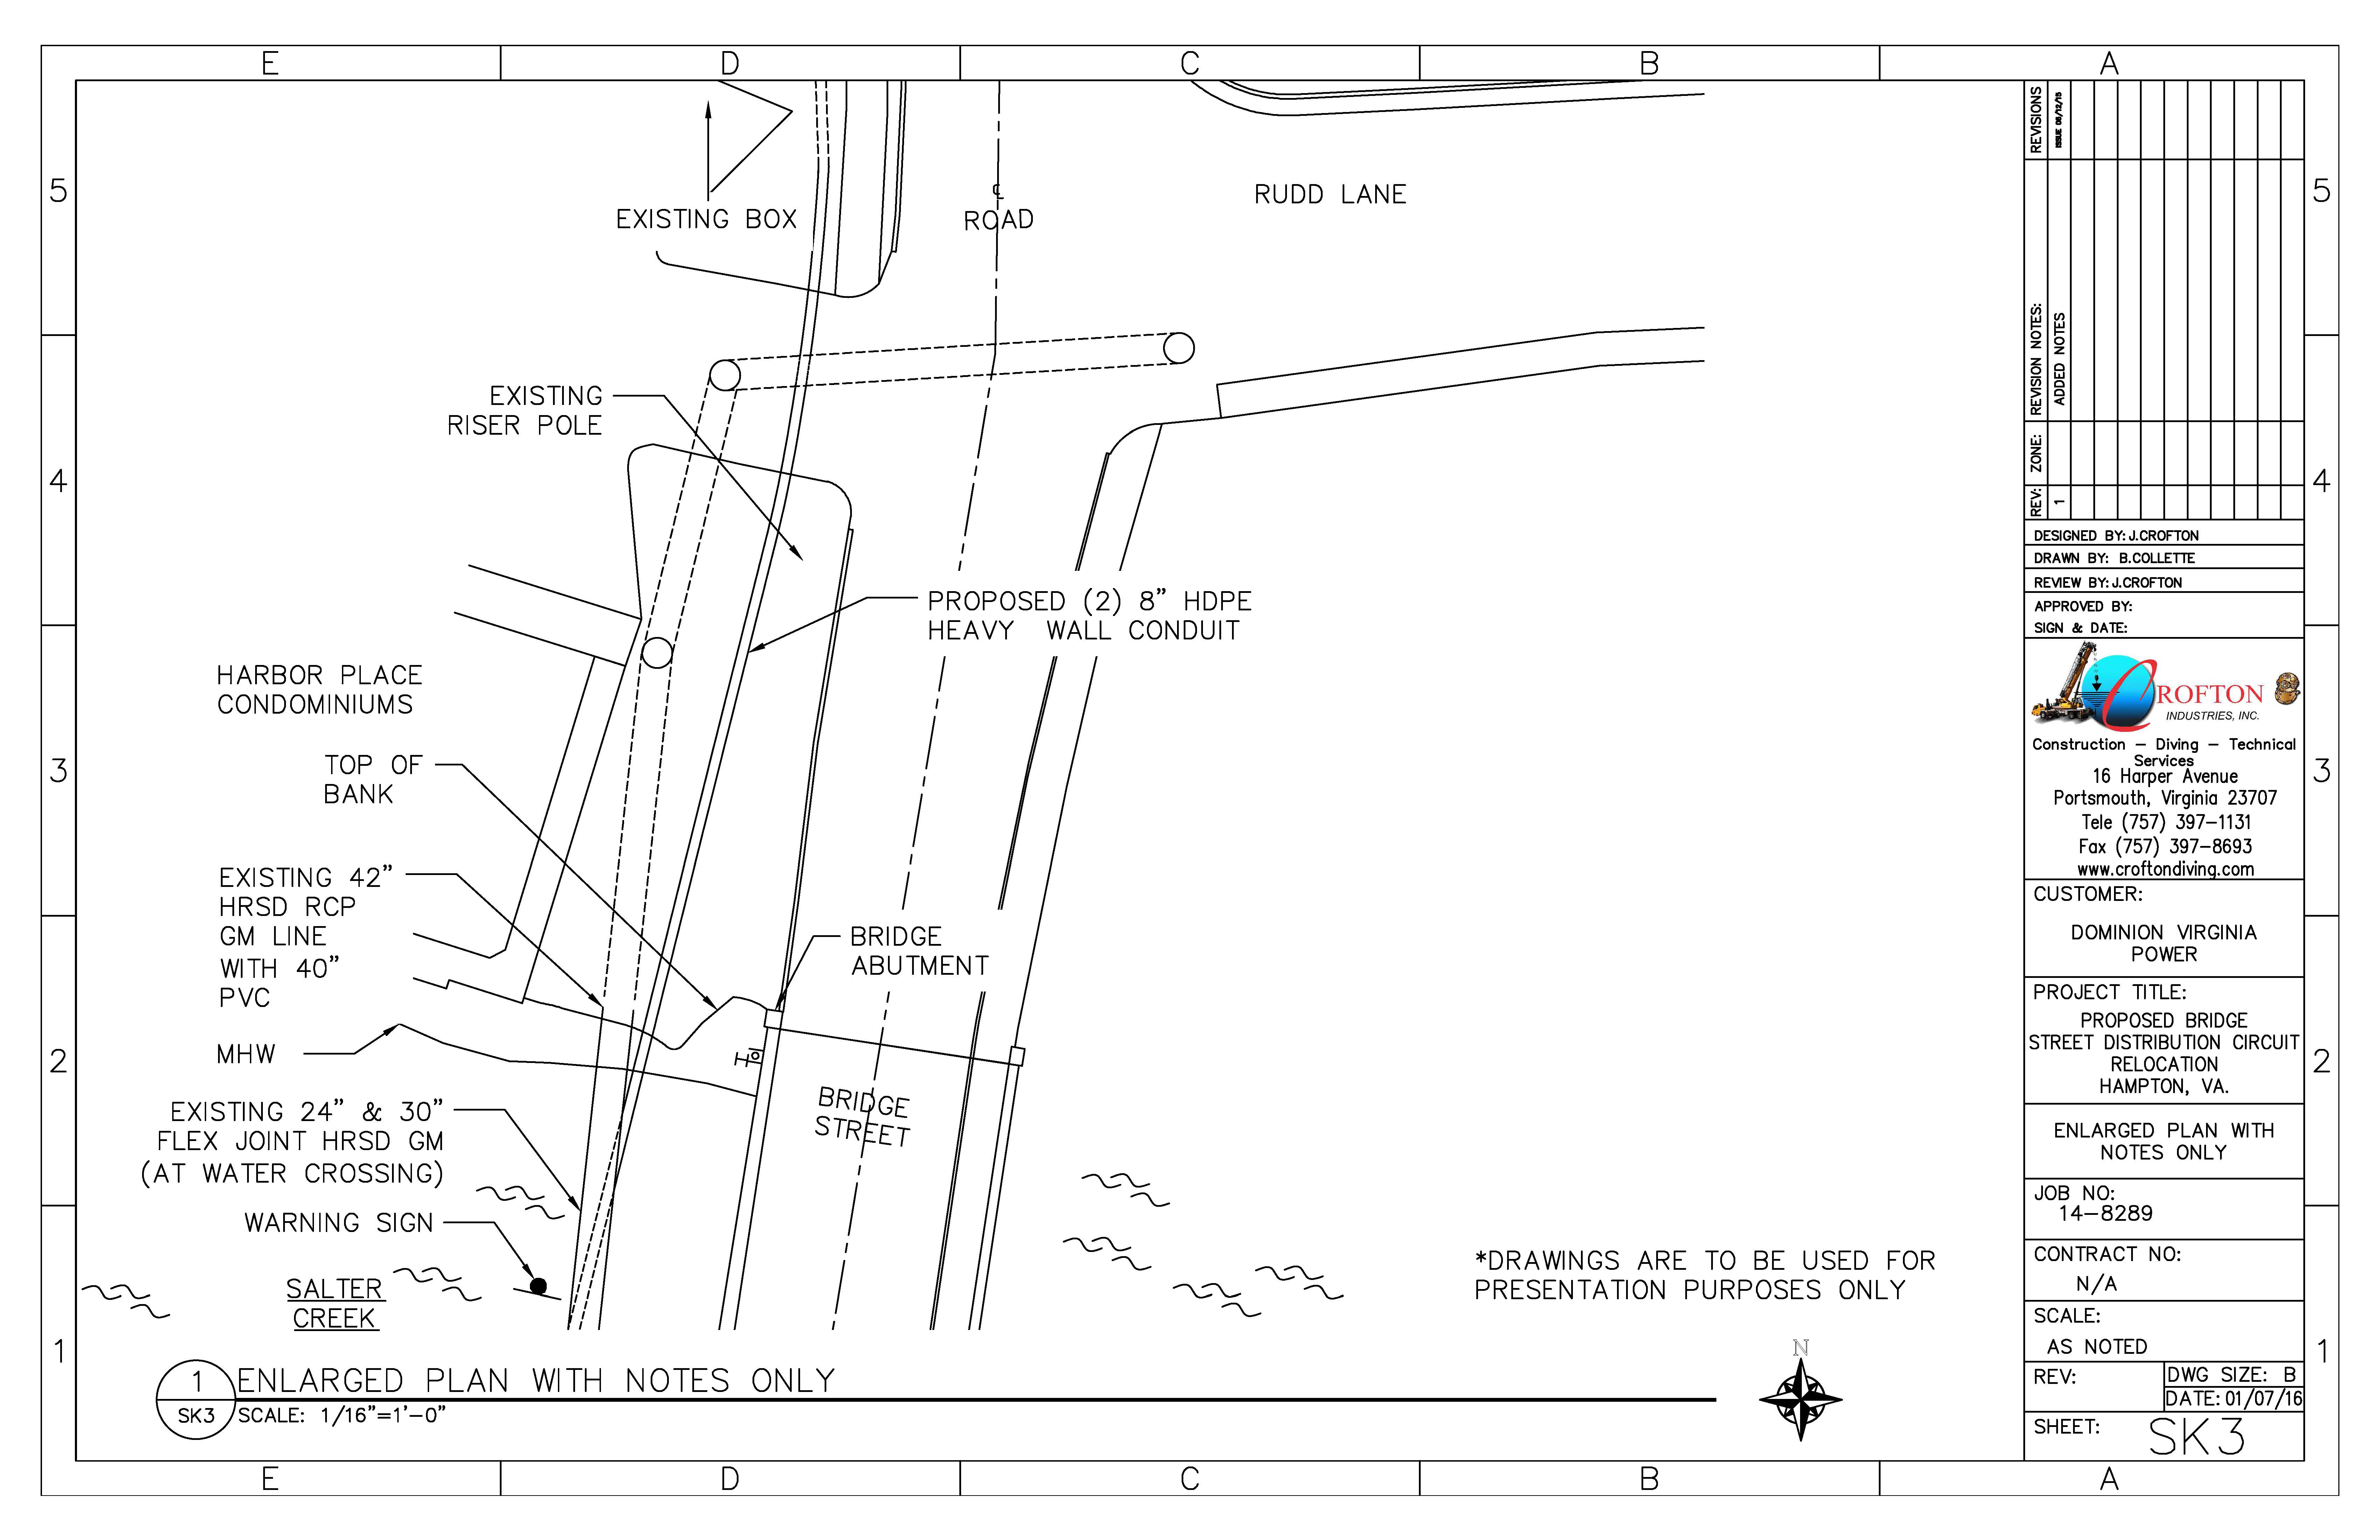 E D C B A
5
4
3
2
1
EXISTING BOX
℄
ROAD
RUDD LANE
EXISTING
RISER POLE
PROPOSED (2) 8” HDPE
HEAVY WALL CONDUIT
HARBOR PLACE
CONDOMINIUMS
TOP OF
BANK
EXISTING 42”
HRSD RCP
GM LINE
WITH 40”
PVC
BRIDGE
ABUTMENT
MHW
BRIDGE
STREET
EXISTING 24” & 30”
FLEX JOINT HRSD GM
(AT WATER CROSSING)
WARNING SIGN
SALTER
CREEK
*DRAWINGS ARE TO BE USED FOR
PRESENTATION PURPOSES ONLY
N
1
SK3
ENLARGED PLAN WITH NOTES ONLY
SCALE: 1/16”=1’-0”
E D C B A
5
4
3
2
1
REVISIONS
REVISION NOTES:
ADDED NOTES
ZONE:
REV:
1
DESIGNED BY: J.CROFTON
DRAWN BY: B.COLLETTE
REVIEW BY: J.CROFTON
APPROVED BY:
SIGN & DATE:
CROFTON
INDUSTRIES, INC.
Construction - Diving - Technical
Services
16 Harper Avenue
Portsmouth, Virginia 23707
Tele (757) 397-1131
Fax (757) 397-8693
www.croftondiving.com
CUSTOMER:
DOMINION VIRGINIA
POWER
PROJECT TITLE:
PROPOSED BRIDGE
STREET DISTRIBUTION CIRCUIT
RELOCATION
HAMPTON, VA.
ENLARGED PLAN WITH
NOTES ONLY
JOB NO:
14-8289
CONTRACT NO:
N/A
SCALE:
AS NOTED
REV:
DWG SIZE: B
DATE: 01/07/16
SHEET:
SK3